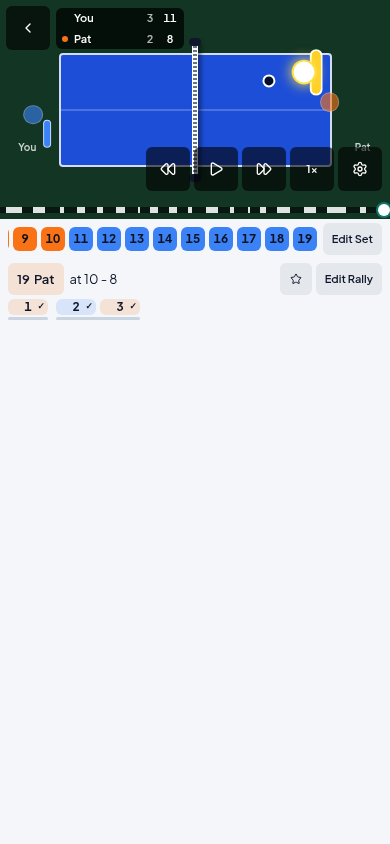 You 3 11
Pat 2 8
You
Pat
1x
9 10 11 12 13 14 15 16 17 18 19 Edit Set
19 Pat at 10 - 8 Edit Rally
1 ✓ 2 ✓ 3 ✓